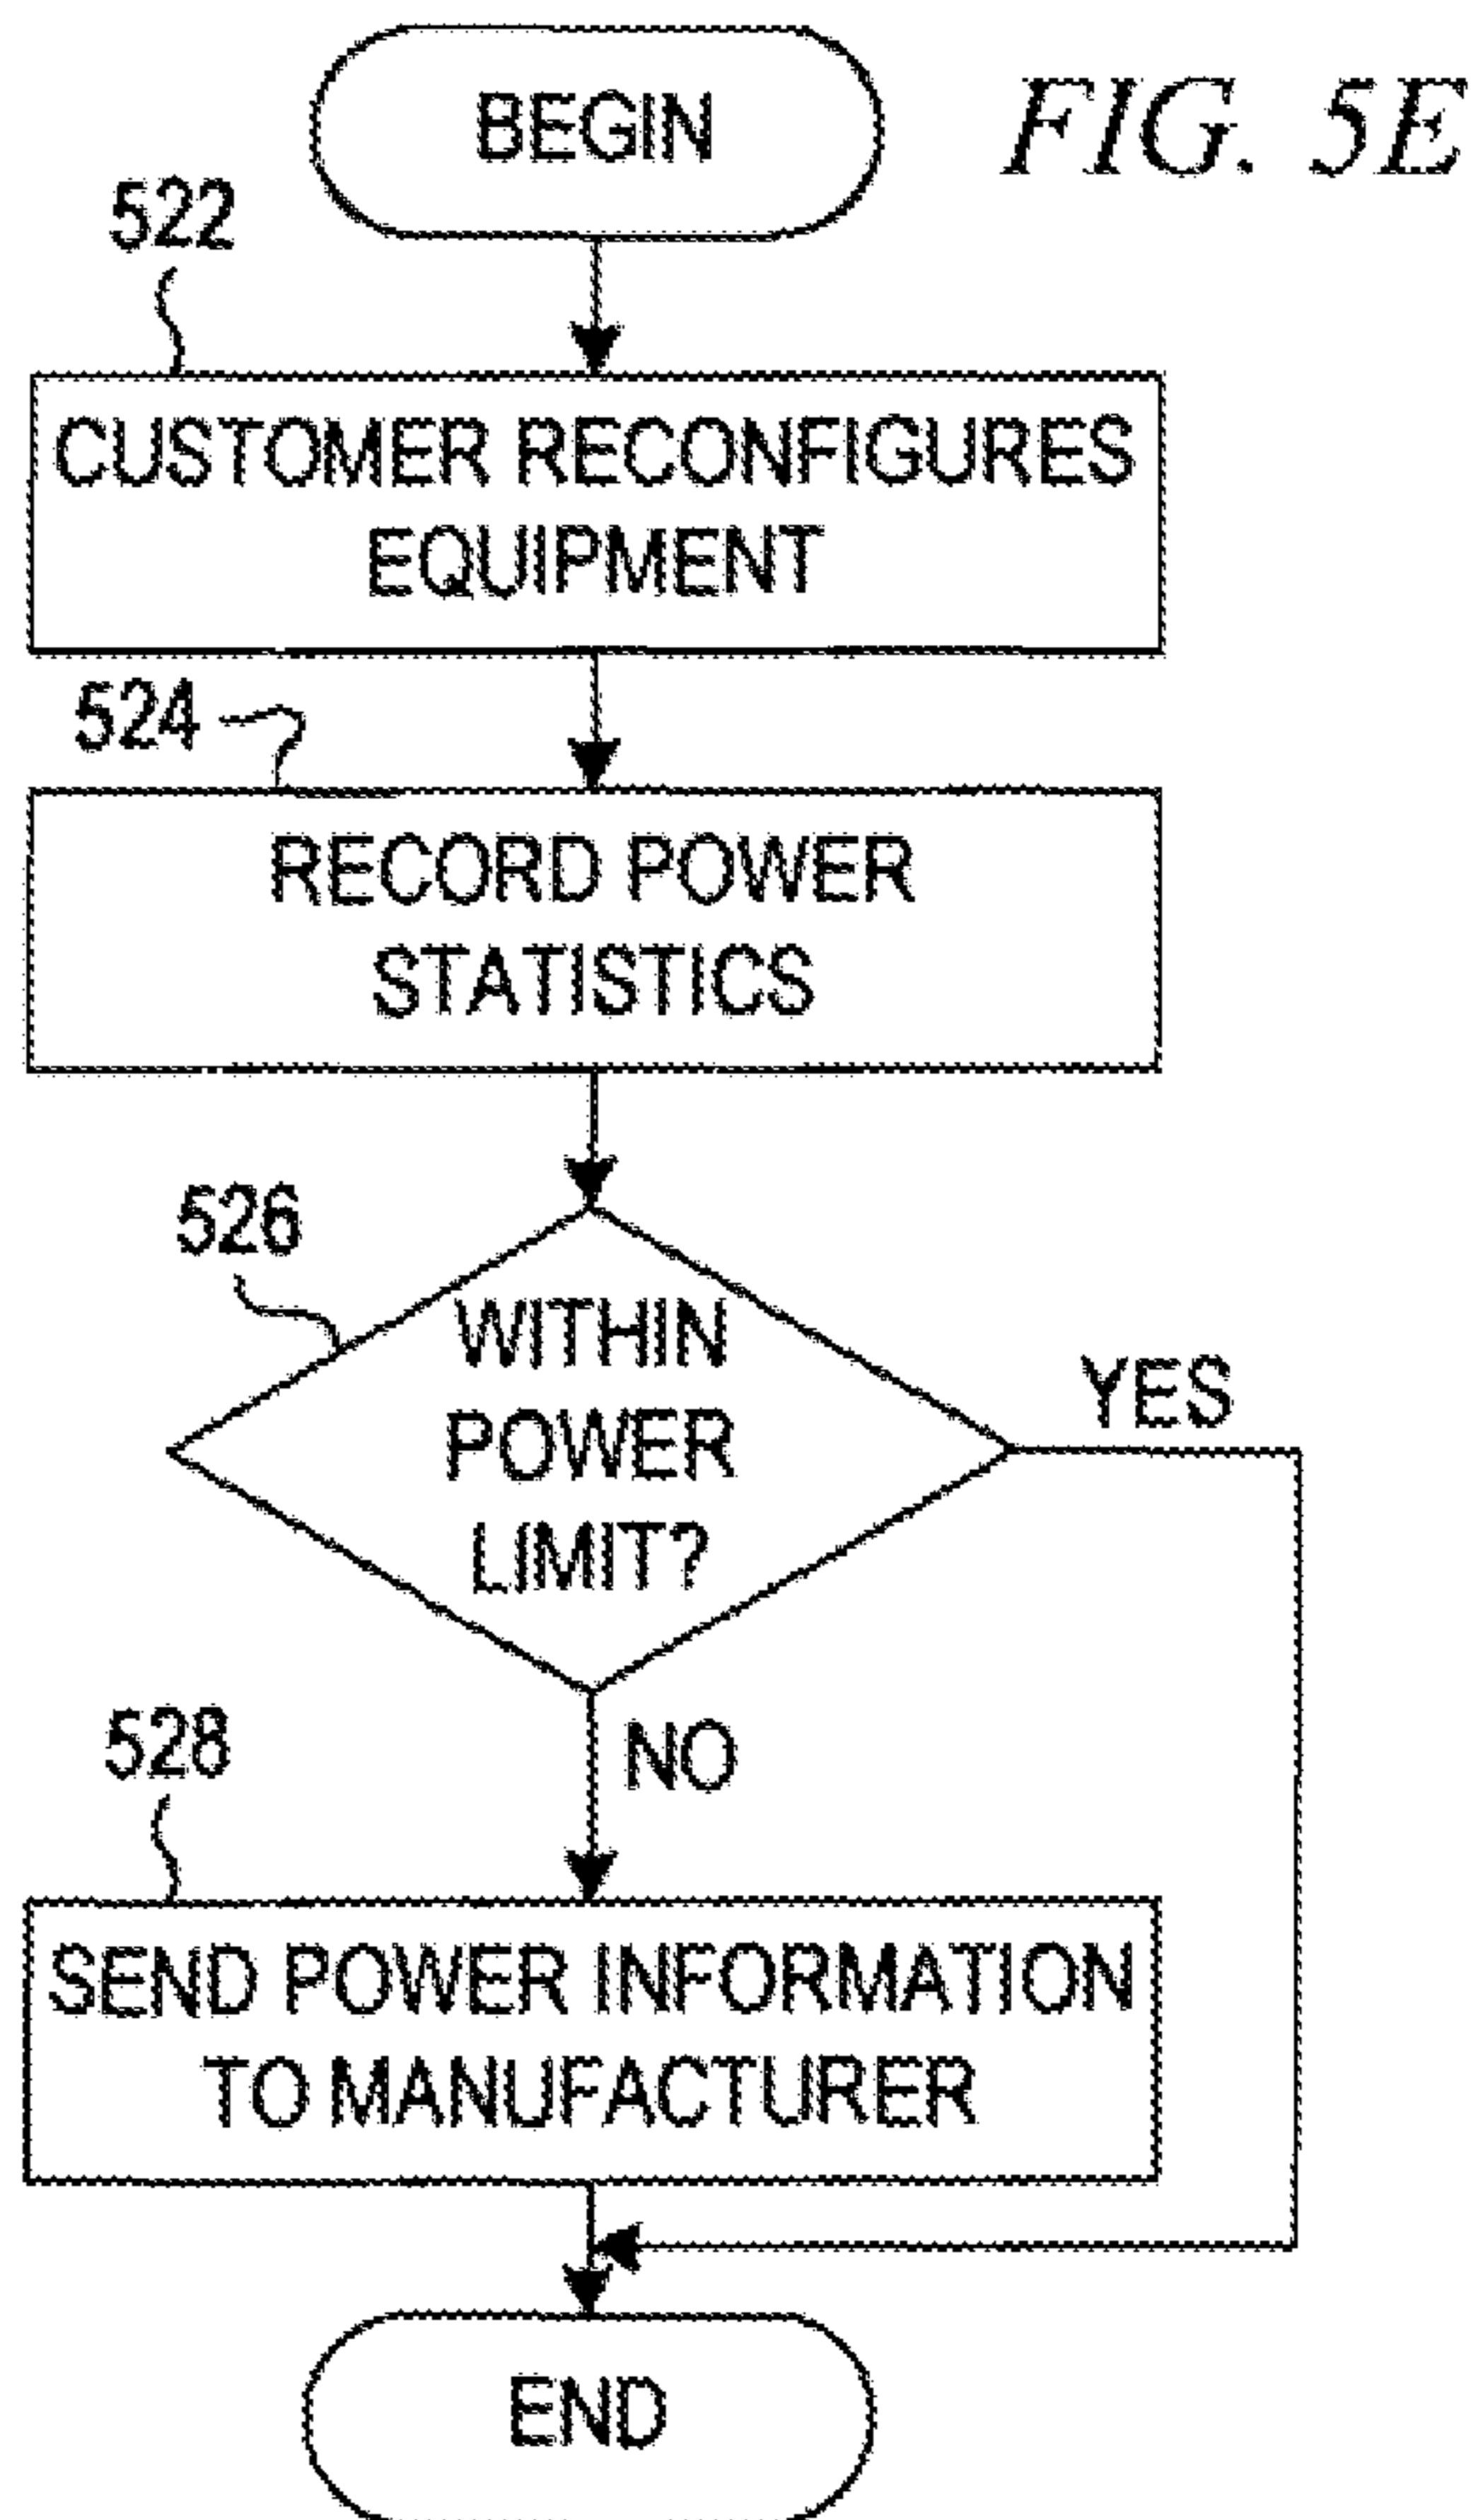 BEGIN
FIG. 5E
522
CUSTOMER RECONFIGURES
EQUIPMENT
524
RECORD POWER
STATISTICS
526
WITHIN
POWER
LIMIT?
YES
NO
528
SEND POWER INFORMATION
TO MANUFACTURER
END